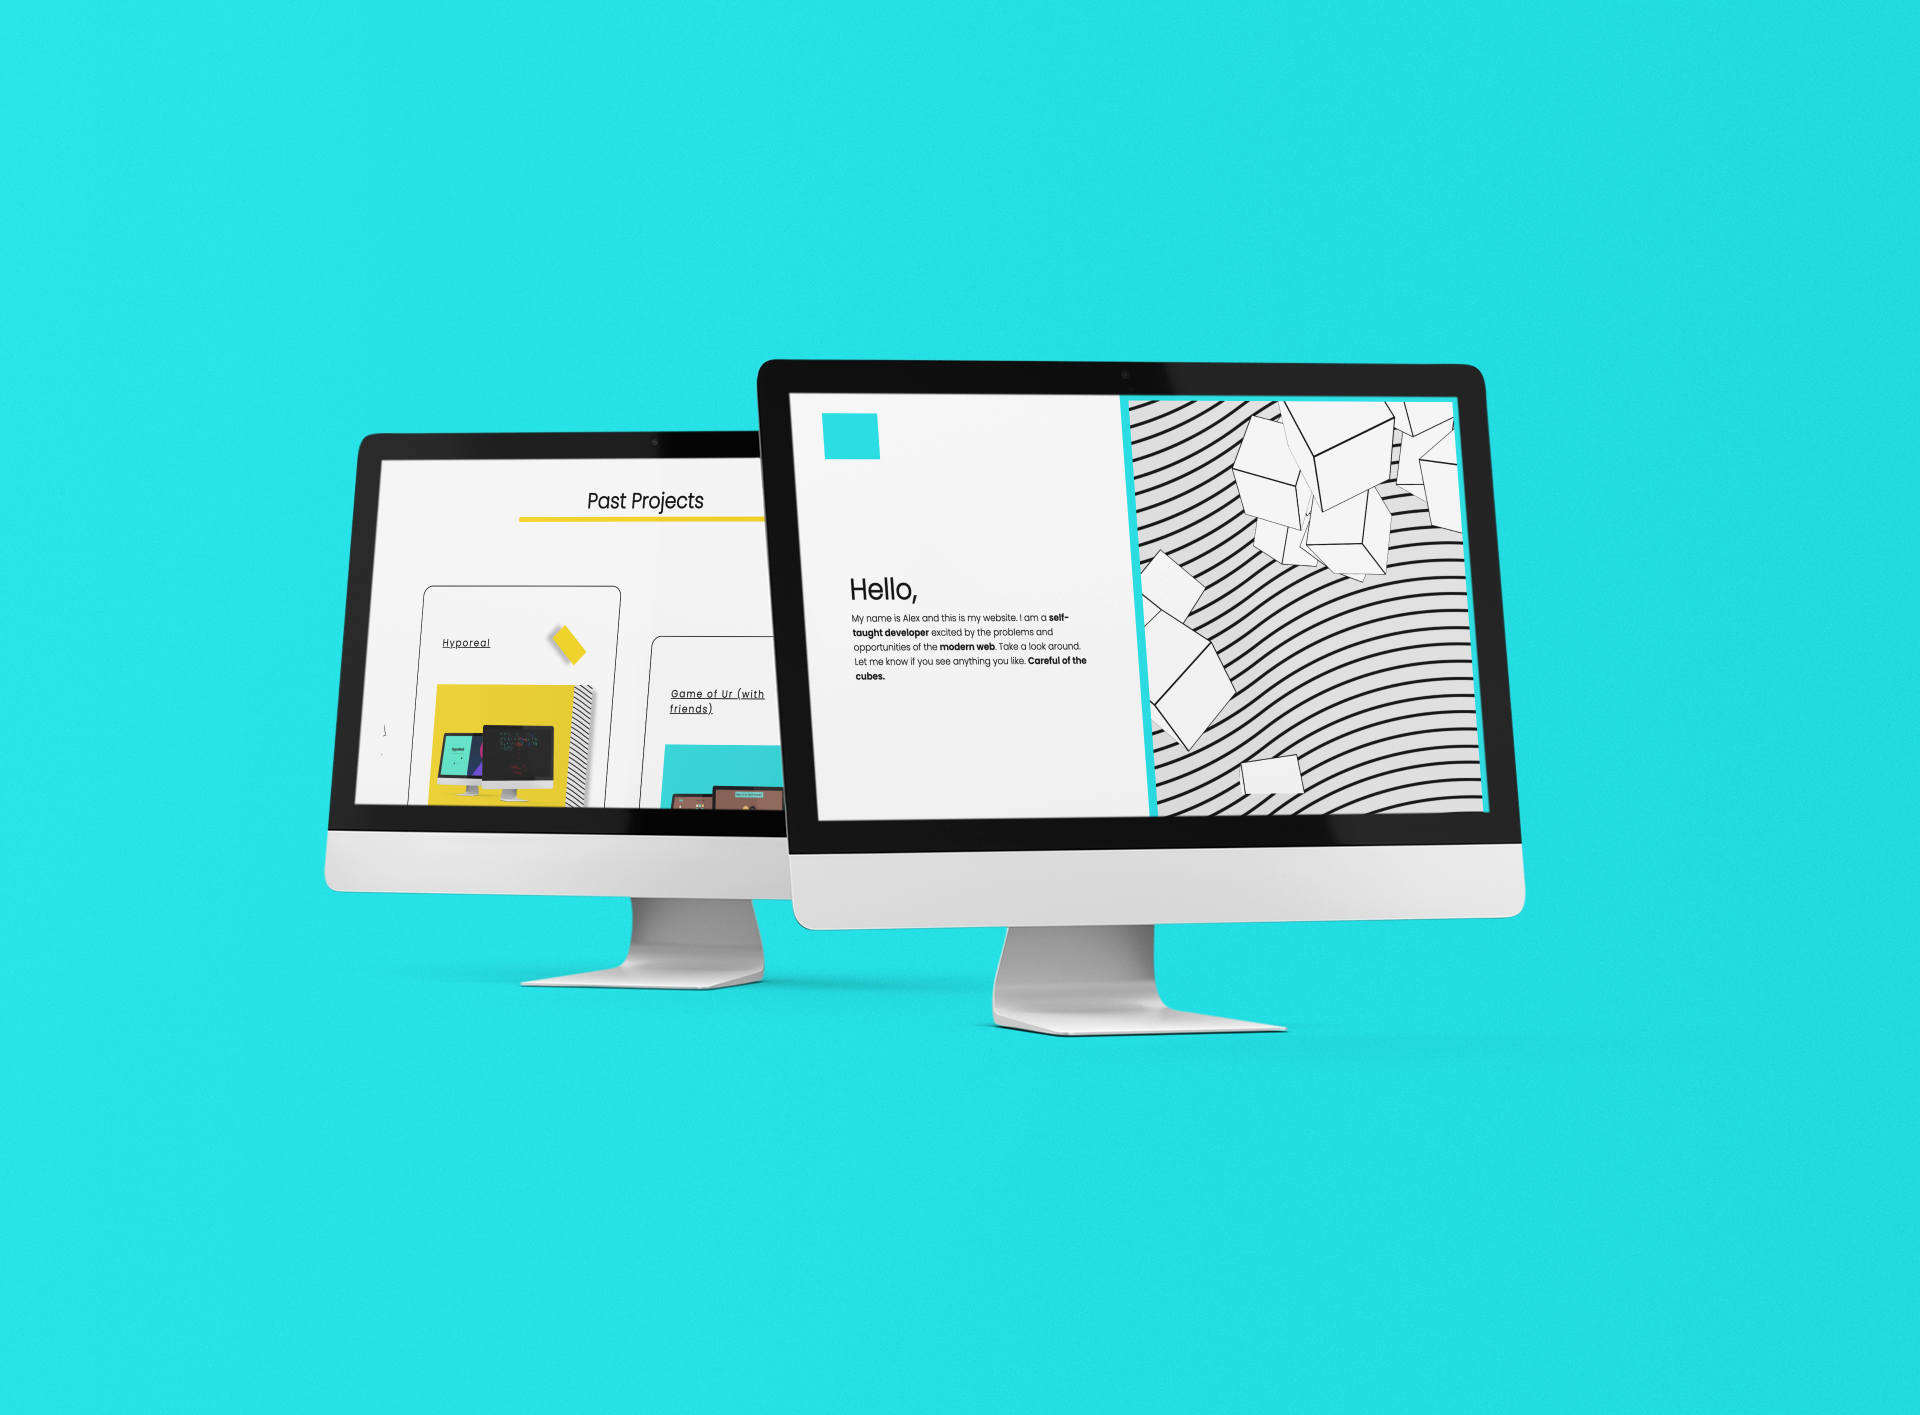 Past Projects
Hyporeal
Game of Ur (with
friends)
Hello,
My name is Alex and this is my website. I am a self-
taught developer excited by the problems and
opportunities of the modern web. Take a look around.
Let me know if you see anything you like. Careful of the
cubes.